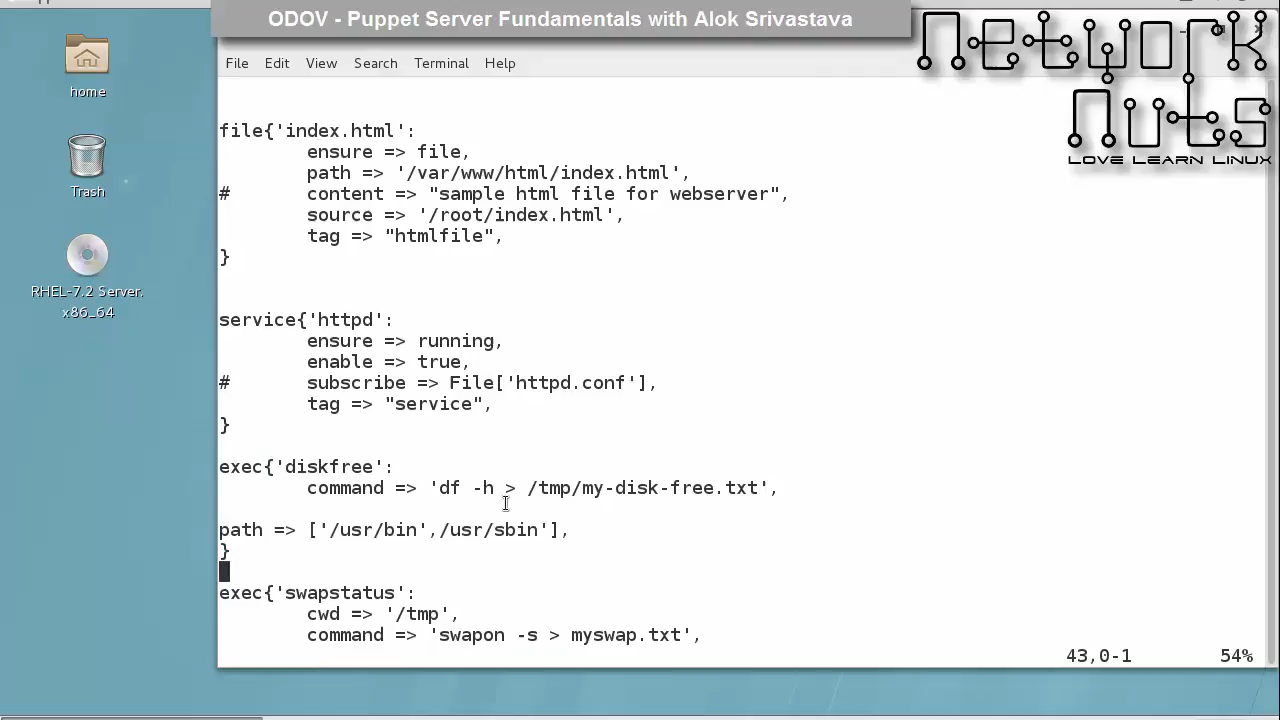 ODOV - Puppet Server Fundamentals with Alok Srivastava
Network
Nuts
LOVE LEARN LINUX
home
Trash
RHEL-7.2 Server.
x86_64
File Edit View Search Terminal Help
file{'index.html':
ensure => file,
path => '/var/www/html/index.html',
# content => "sample html file for webserver",
source => '/root/index.html',
tag => "htmlfile",
}
service{'httpd':
ensure => running,
enable => true,
# subscribe => File['httpd.conf'],
tag => "service",
}
exec{'diskfree':
command => 'df -h > /tmp/my-disk-free.txt',
path => ['/usr/bin',/usr/sbin'],
}
exec{'swapstatus':
cwd => '/tmp',
command => 'swapon -s > myswap.txt',
43,0-1 54%